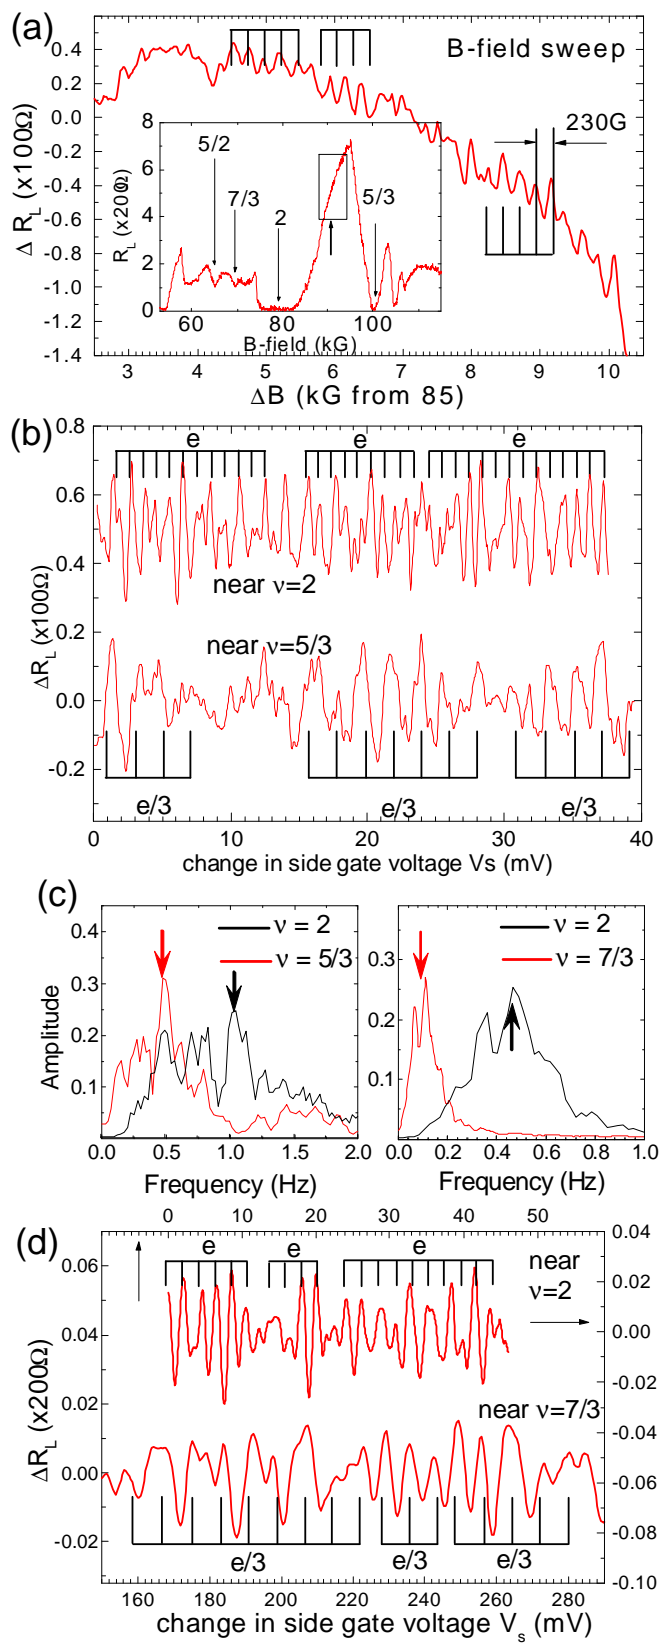 (a)
B-field sweep
230G
0.4
0.2
0.0
-0.2
-0.4
-0.6
-0.8
-1.0
-1.2
-1.4
Δ R_L (x100Ω)
3 4 5 6 7 8 9 10
ΔB (kG from 85)
8
6
4
2
0
R_L (x200Ω)
5/2
7/3
2
5/3
60 80 100
B-field (kG)
(b)
0.8
0.6
0.4
0.2
0.0
-0.2
ΔR_L (x100Ω)
e e e
near ν=2
near ν=5/3
e/3 e/3 e/3
0 10 20 30 40
change in side gate voltage Vs (mV)
(c)
0.4
0.3
0.2
0.1
Amplitude
ν = 2
ν = 5/3
0.0 0.5 1.0 1.5 2.0
Frequency (Hz)
0.3
0.2
0.1
ν = 2
ν = 7/3
0.0 0.2 0.4 0.6 0.8 1.0
Frequency (Hz)
(d)
0 10 20 30 40 50
0.06
0.04
0.02
0.00
-0.02
ΔR_L (x200Ω)
e e e
near
ν=2
near ν=7/3
e/3 e/3 e/3
0.04
0.02
0.00
-0.02
-0.04
-0.06
-0.08
-0.10
160 180 200 220 240 260 280
change in side gate voltage V_s (mV)